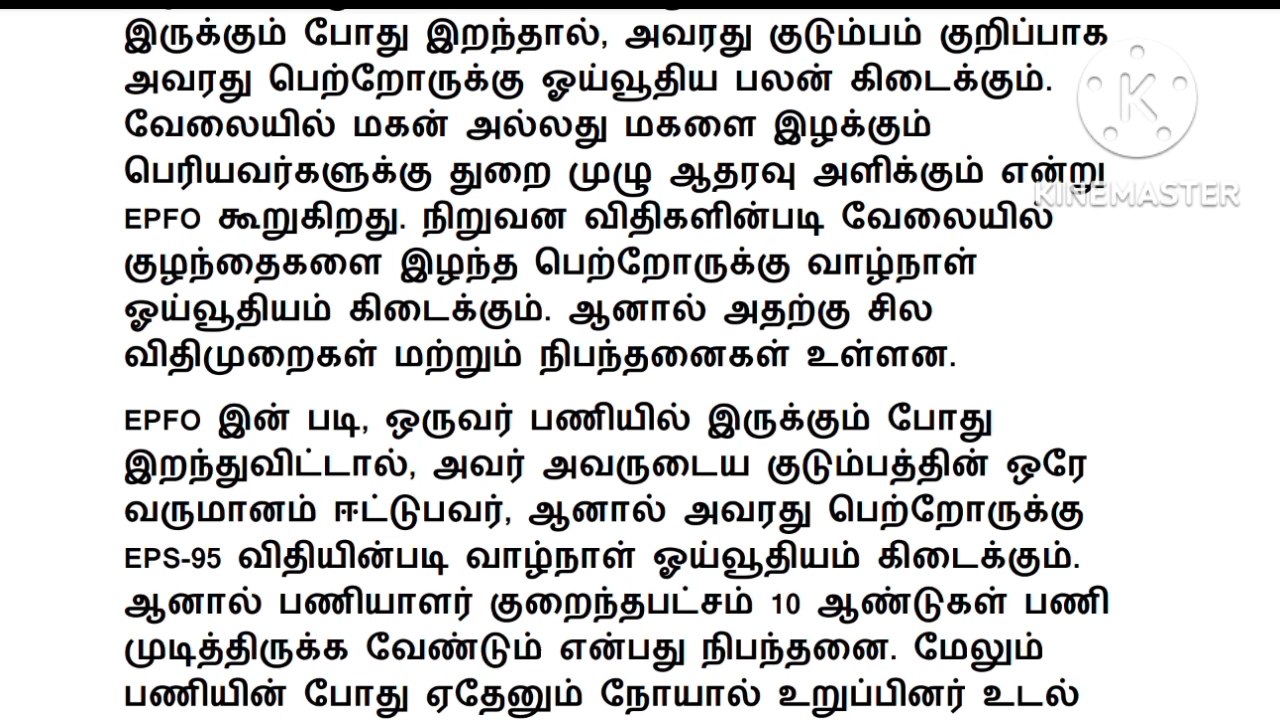 இருக்கும் போது இறந்தால், அவரது குடும்பம் குறிப்பாக
அவரது பெற்றோருக்கு ஓய்வூதிய பலன் கிடைக்கும்.
வேலையில் மகன் அல்லது மகளை இழக்கும்
பெரியவர்களுக்கு துறை முழு ஆதரவு அளிக்கும் என்று
EPFO கூறுகிறது. நிறுவன விதிகளின்படி வேலையில்
குழந்தைகளை இழந்த பெற்றோருக்கு வாழ்நாள்
ஓய்வூதியம் கிடைக்கும். ஆனால் அதற்கு சில
விதிமுறைகள் மற்றும் நிபந்தனைகள் உள்ளன.
EPFO இன் படி, ஒருவர் பணியில் இருக்கும் போது
இறந்துவிட்டால், அவர் அவருடைய குடும்பத்தின் ஒரே
வருமானம் ஈட்டுபவர், ஆனால் அவரது பெற்றோருக்கு
EPS-95 விதியின்படி வாழ்நாள் ஓய்வூதியம் கிடைக்கும்.
ஆனால் பணியாளர் குறைந்தபட்சம் 10 ஆண்டுகள் பணி
முடித்திருக்க வேண்டும் என்பது நிபந்தனை. மேலும்
பணியின் போது ஏதேனும் நோயால் உறுப்பினர் உடல்
K
KINEMASTER